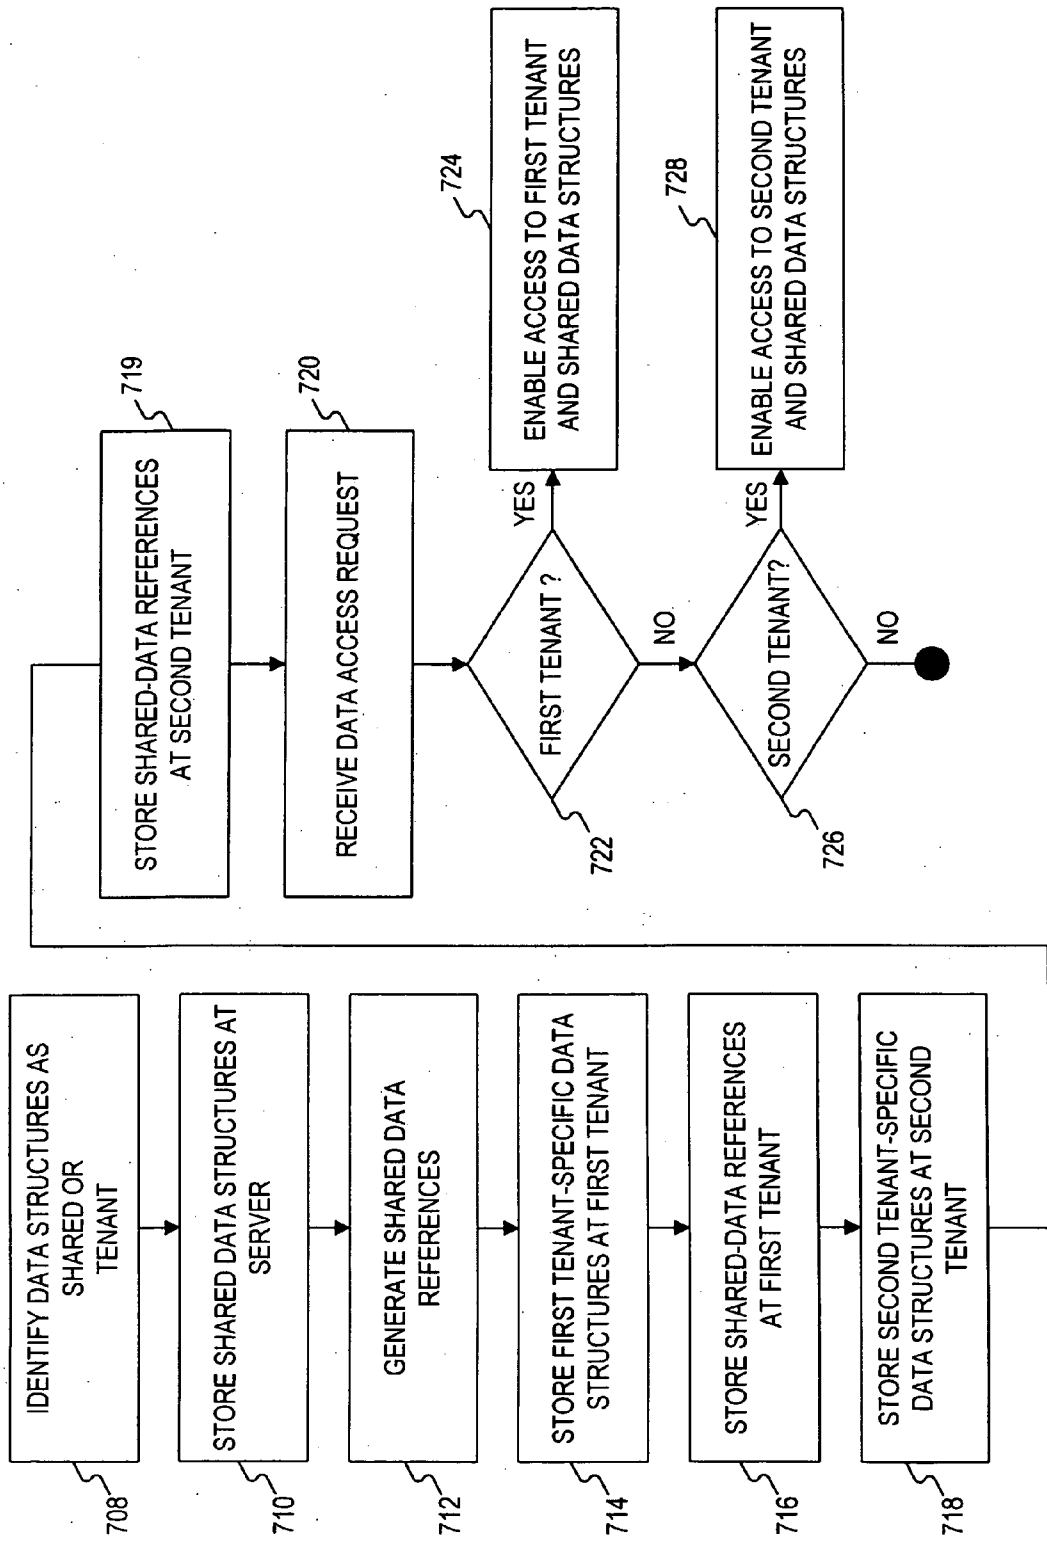 IDENTIFY DATA STRUCTURES AS
SHARED OR
TENANT
708
STORE SHARED DATA STRUCTURES AT
SERVER
710
GENERATE SHARED DATA
REFERENCES
712
STORE FIRST TENANT-SPECIFIC DATA
STRUCTURES AT FIRST TENANT
714
STORE SHARED-DATA REFERENCES
AT FIRST TENANT
716
STORE SECOND TENANT-SPECIFIC
DATA STRUCTURES AT SECOND
TENANT
718
STORE SHARED-DATA REFERENCES
AT SECOND TENANT
719
RECEIVE DATA ACCESS REQUEST
720
FIRST TENANT ?
722
YES
NO
ENABLE ACCESS TO FIRST TENANT
AND SHARED DATA STRUCTURES
724
SECOND TENANT?
726
YES
NO
ENABLE ACCESS TO SECOND TENANT
AND SHARED DATA STRUCTURES
728